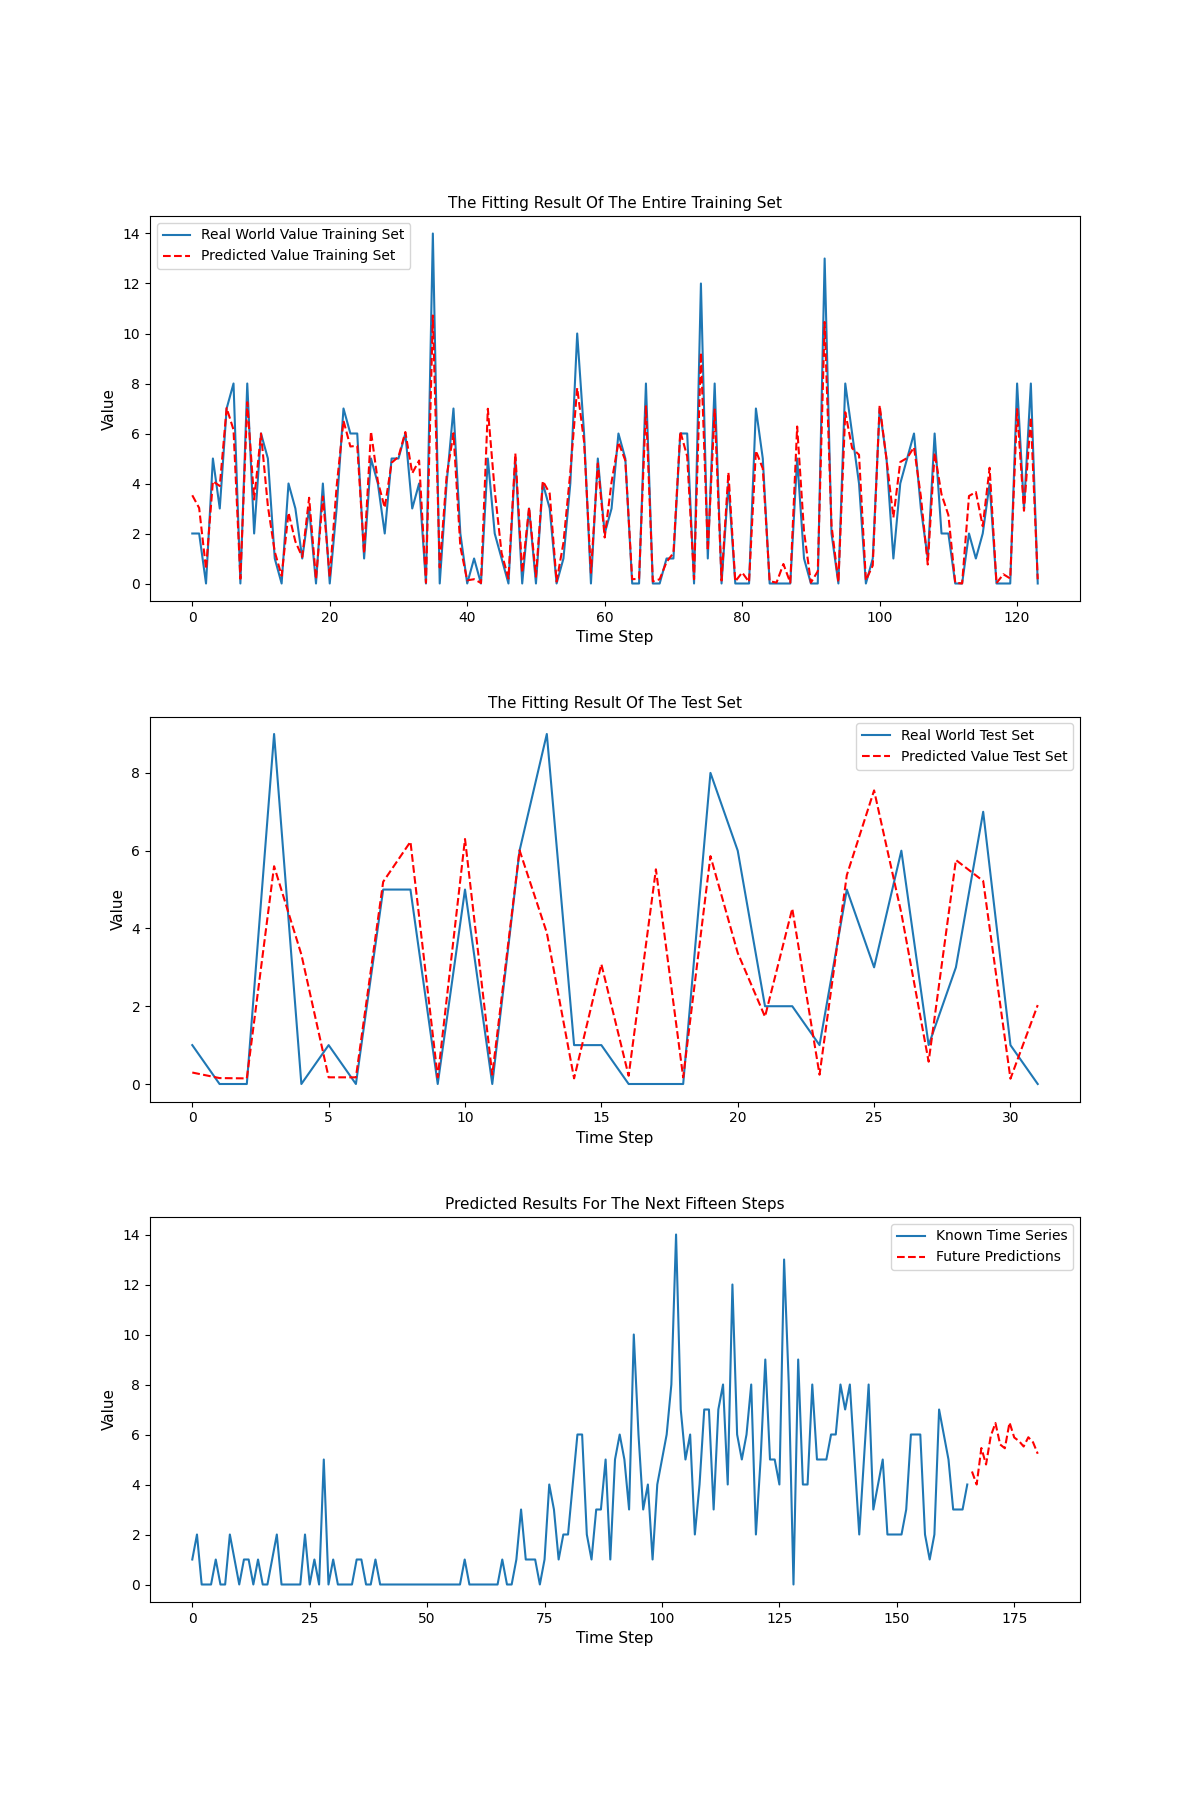 The Fitting Result Of The Entire Training Set
Real World Value Training Set
Predicted Value Training Set
Value
14
12
10
8
6
4
2
0
0 20 40 60 80 100 120
Time Step
The Fitting Result Of The Test Set
Real World Test Set
Predicted Value Test Set
Value
8
6
4
2
0
0 5 10 15 20 25 30
Time Step
Predicted Results For The Next Fifteen Steps
Known Time Series
Future Predictions
Value
14
12
10
8
6
4
2
0
0 25 50 75 100 125 150 175
Time Step